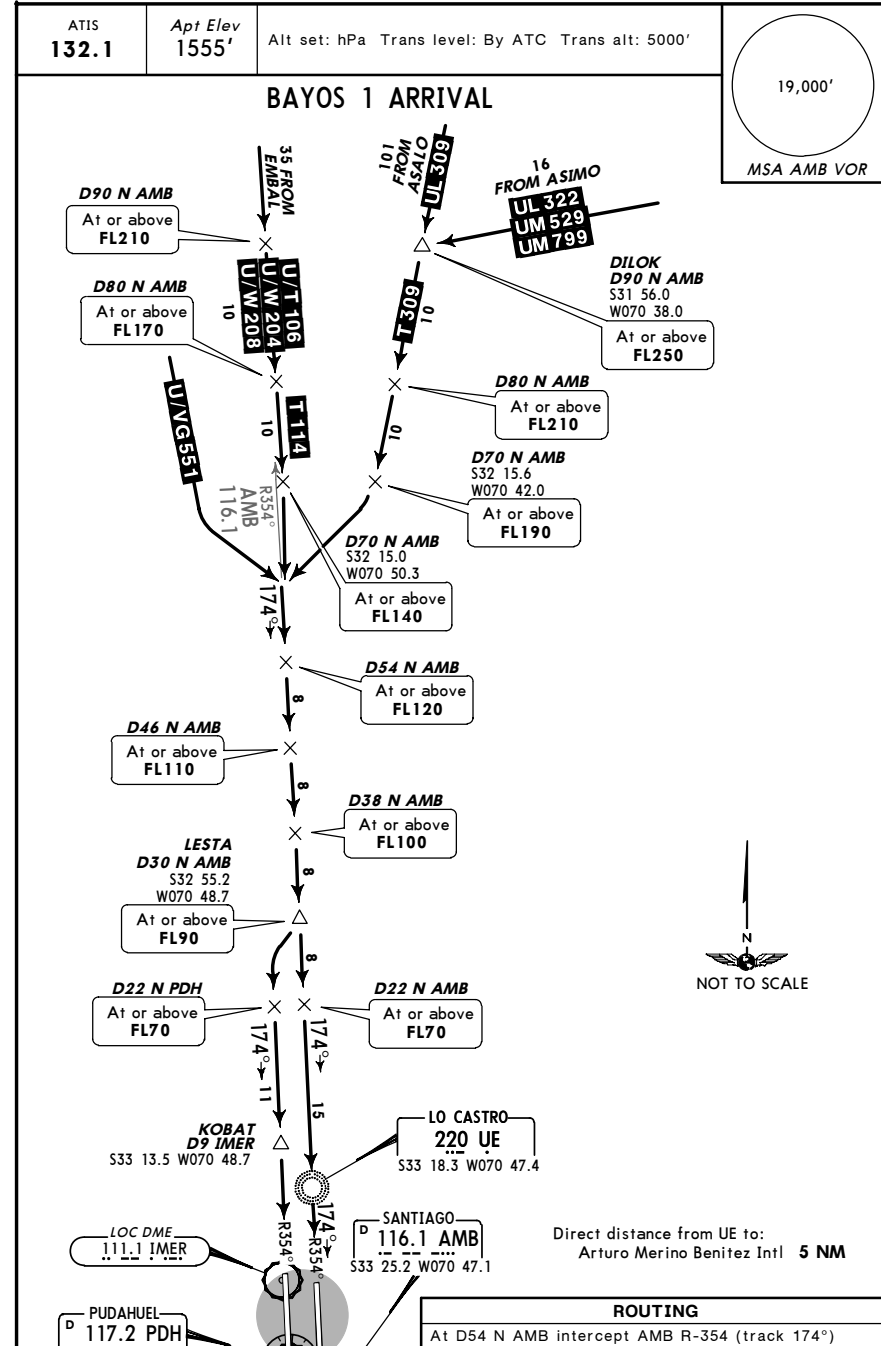 ATIS
132.1
Apt Elev
1555'
Alt set: hPa Trans level: By ATC Trans alt: 5000'
19,000'
MSA AMB VOR
BAYOS 1 ARRIVAL
35 FROM
EMBAL
101
FROM
ASALO
UL309
16
FROM ASIMO
UL 322
UM 529
UM 799
D90 N AMB
At or above
FL210
DILOK
D90 N AMB
S31 56.0
W070 38.0
At or above
FL250
U/T 106
U/W 204
U/W 208
10
T 309
10
D80 N AMB
At or above
FL170
D80 N AMB
At or above
FL210
U/VG551
T 114
10
10
R354°
AMB
116.1
D70 N AMB
S32 15.6
W070 42.0
At or above
FL190
D70 N AMB
S32 15.0
W070 50.3
At or above
FL140
174°
D54 N AMB
At or above
FL120
8
D46 N AMB
At or above
FL110
8
D38 N AMB
At or above
FL100
8
LESTA
D30 N AMB
S32 55.2
W070 48.7
At or above
FL90
N
NOT TO SCALE
8
D22 N PDH
At or above
FL70
D22 N AMB
At or above
FL70
174°
11
174°
15
KOBAT
D9 IMER
S33 13.5 W070 48.7
LO CASTRO
220 UE
S33 18.3 W070 47.4
174°
R354°
R354°
LOC DME
111.1 IMER
SANTIAGO
D 116.1 AMB
S33 25.2 W070 47.1
Direct distance from UE to:
Arturo Merino Benitez Intl 5 NM
PUDAHUEL
D 117.2 PDH
ROUTING
At D54 N AMB intercept AMB R-354 (track 174°)